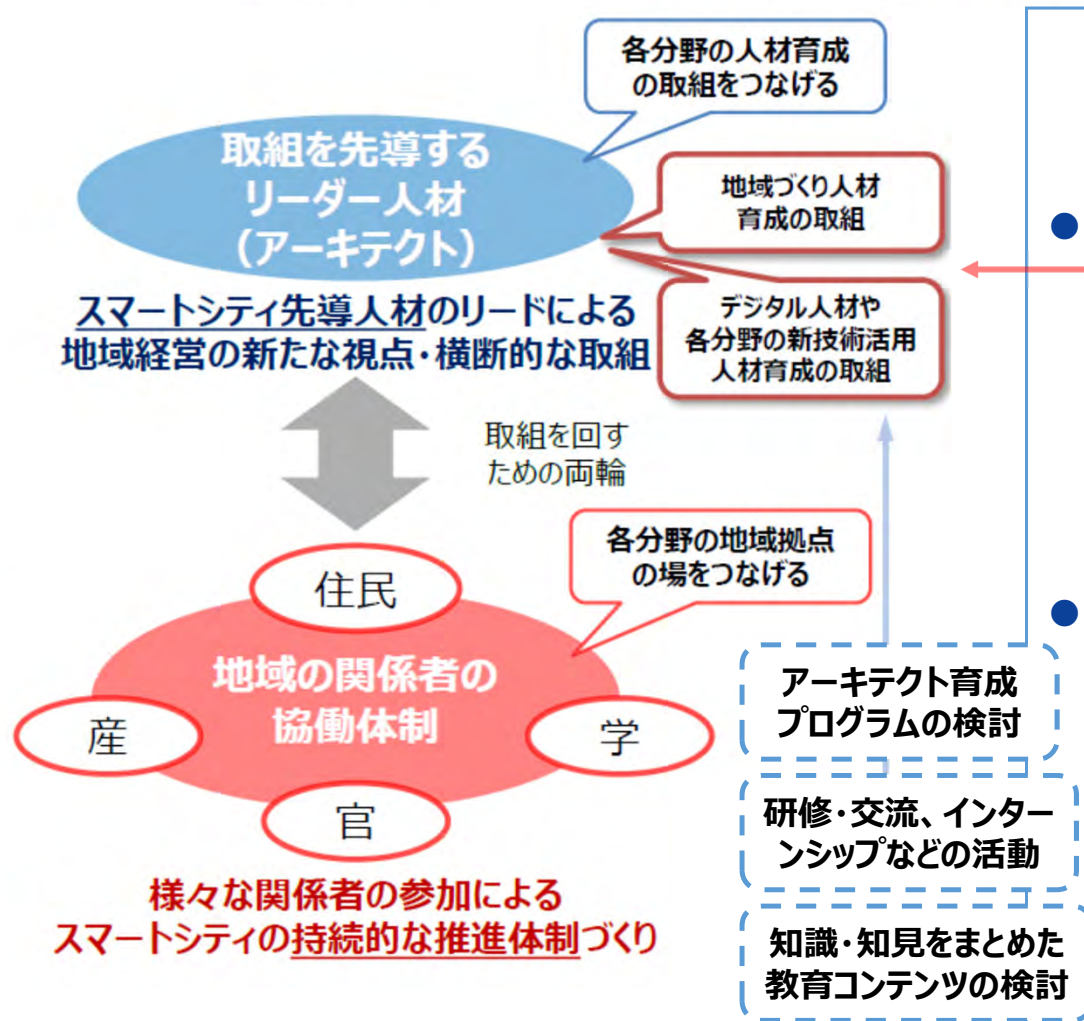 各分野の人材育成
の取組をつなげる
取組を先導する
リーダー人材
（アーキテクト）
地域づくり人材
育成の取組
デジタル人材や
各分野の新技術活用
人材育成の取組
スマートシティ先導人材のリードによる
地域経営の新たな視点・横断的な取組
取組を回す
ための両輪
各分野の地域拠点
の場をつなげる
住民
地域の関係者の
協働体制
産
学
官
様々な関係者の参加による
スマートシティの持続的な推進体制づくり
アーキテクト育成
プログラムの検討
研修・交流、インター
ンシップなどの活動
知識・知見をまとめた
教育コンテンツの検討